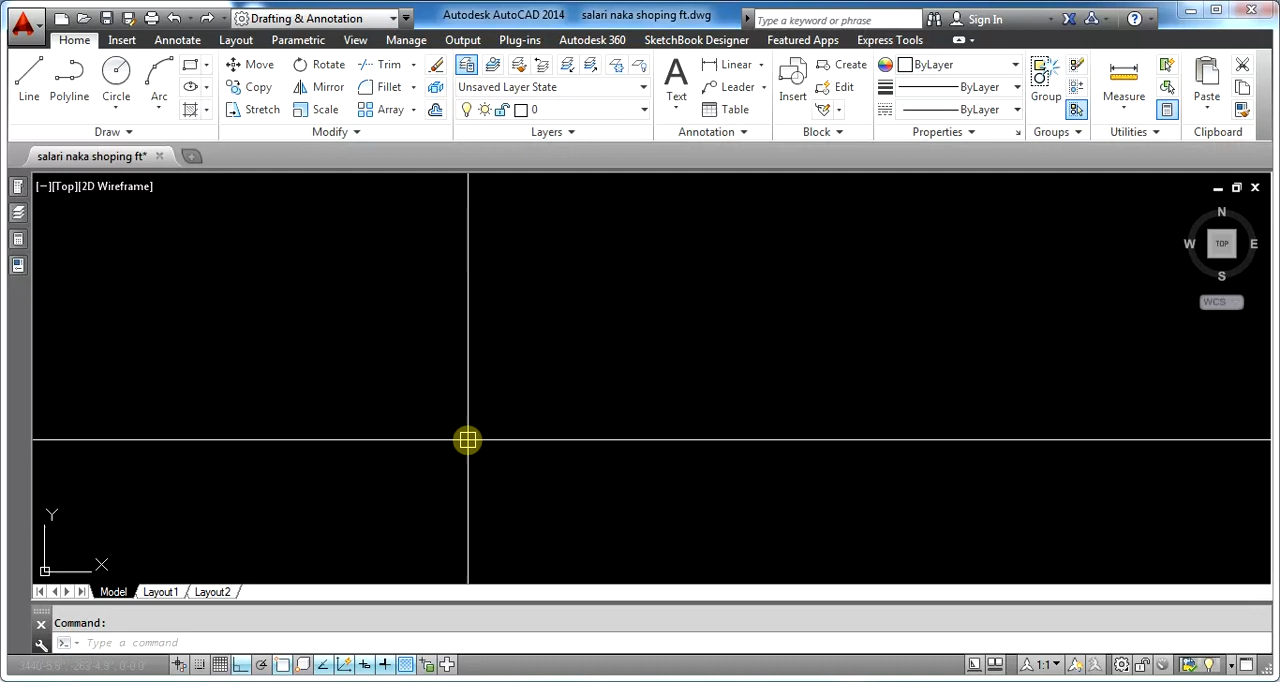 Drafting & Annotation
Autodesk AutoCAD 2014 salari naka shoping ft.dwg
Type a keyword or phrase
Sign In
Home Insert Annotate Layout Parametric View Manage Output Plug-ins Autodesk 360 SketchBook Designer Featured Apps Express Tools
Line Polyline Circle Arc
Move Rotate Trim
Copy Mirror Fillet
Stretch Scale Array
Unsaved Layer State
0
Text
Linear
Leader
Table
Insert
Create
Edit
ByLayer
ByLayer
ByLayer
Group
Measure
Paste
Draw Modify Layers Annotation Block Properties Groups Utilities Clipboard
salari naka shoping ft*
[−][Top][2D Wireframe]
N
W TOP E
S
WCS
Y
X
Model Layout1 Layout2
Command:
Type a command
1:1